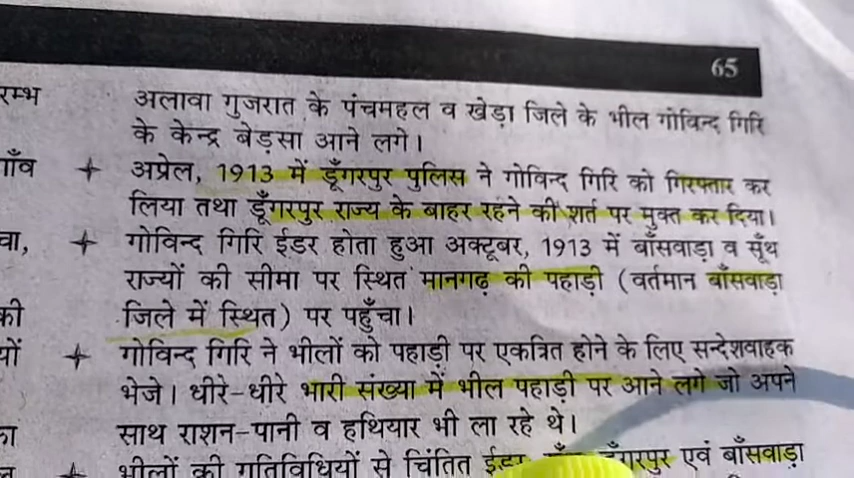 65
रम्भ
अलावा गुजरात के पंचमहल व खेड़ा जिले के भील गोविन्द गिरि
के केन्द्र बेड़सा आने लगे।
गाँव + अप्रेल, 1913 में डूँगरपुर पुलिस ने गोविन्द गिरि को गिरफ्तार कर
लिया तथा डूँगरपुर राज्य के बाहर रहने की शर्त पर मुक्त कर दिया।
वा, + गोविन्द गिरि ईडर होता हुआ अक्टूबर, 1913 में बाँसवाड़ा व सूँथ
राज्यों की सीमा पर स्थित मानगढ़ की पहाड़ी (वर्तमान बाँसवाड़ा
की जिले में स्थित) पर पहुँचा।
यों + गोविन्द गिरि ने भीलों को पहाड़ी पर एकत्रित होने के लिए सन्देशवाहक
भेजे। धीरे-धीरे भारी संख्या में भील पहाड़ी पर आने लगे जो अपने
का साथ राशन-पानी व हथियार भी ला रहे थे।
+ भीलों की गतिविधियों से चिंतित डूँगरपुर एवं बाँसवाड़ा